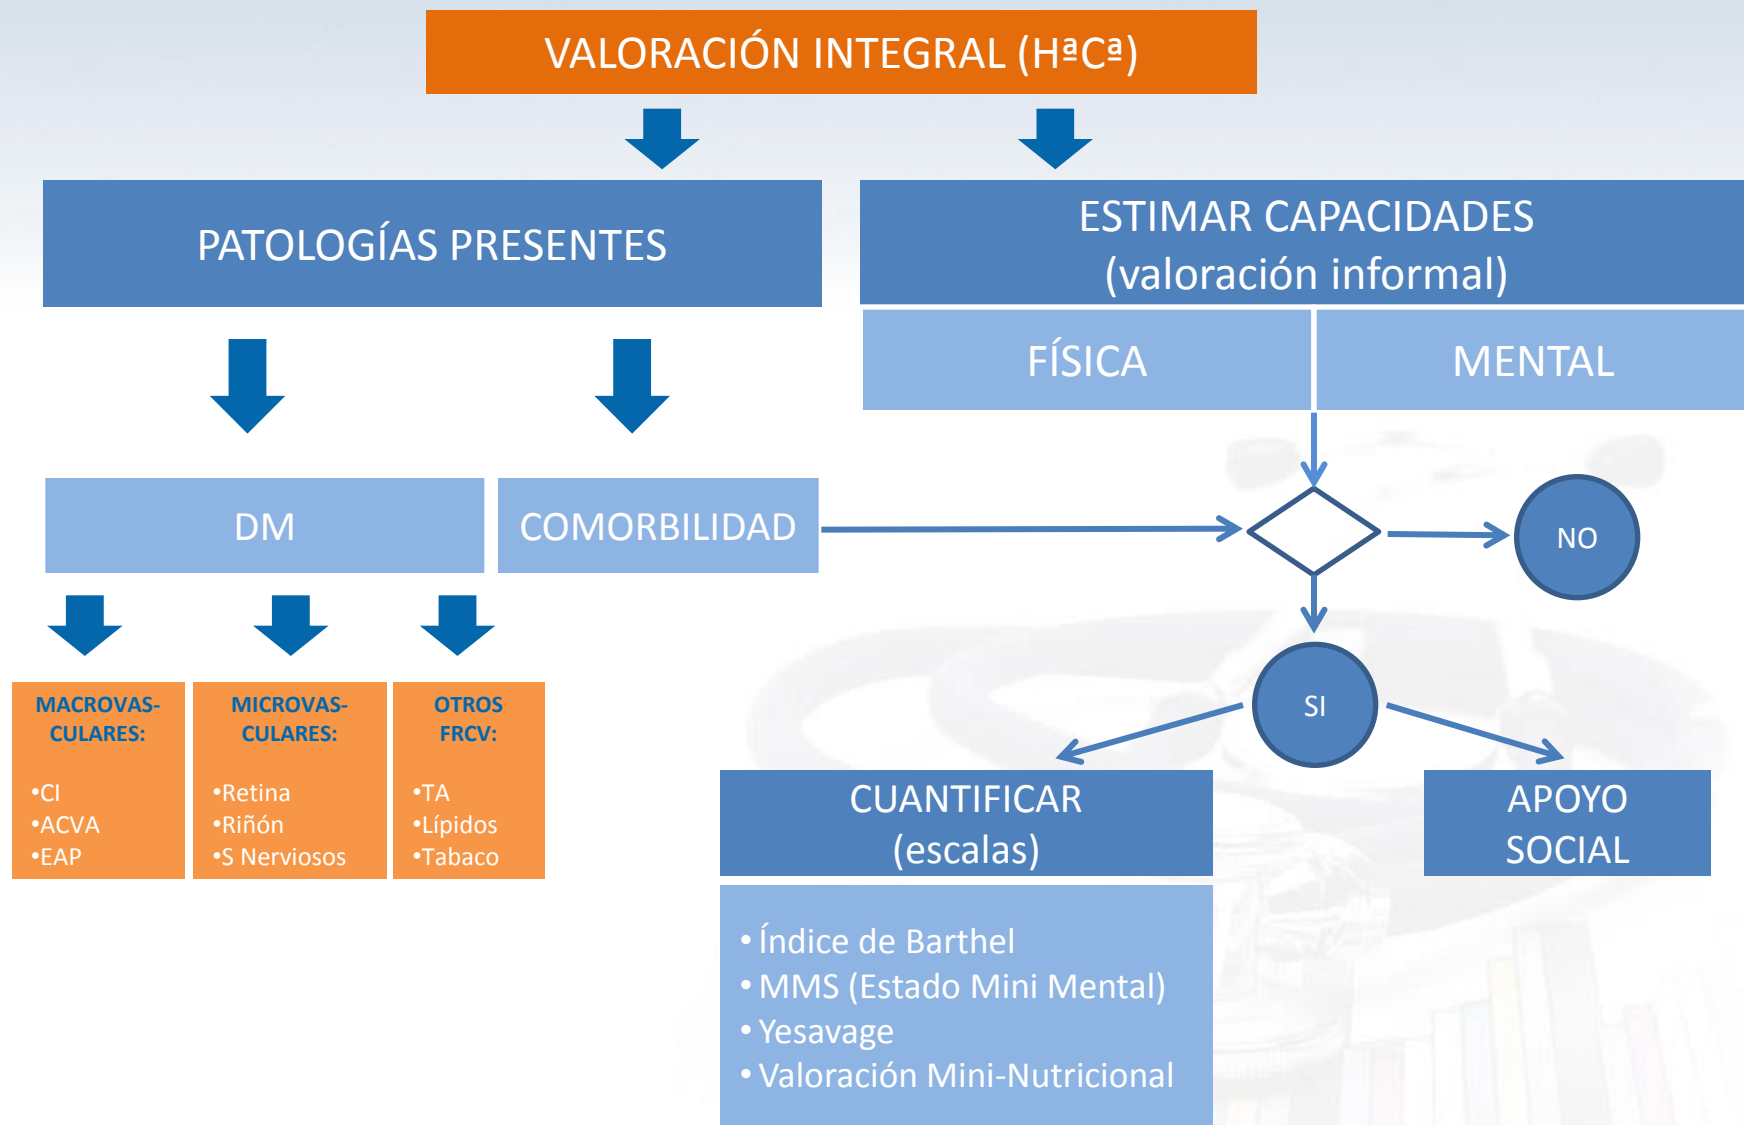 VALORACIÓN INTEGRAL (HªCª)
PATOLOGÍAS PRESENTES
ESTIMAR CAPACIDADES
(valoración informal)
FÍSICA
MENTAL
DM
COMORBILIDAD
NO
SI
MACROVAS-
CULARES:
•CI
•ACVA
•EAP
MICROVAS-
CULARES:
•Retina
•Riñón
•S Nerviosos
OTROS
FRCV:
•TA
•Lípidos
•Tabaco
CUANTIFICAR
(escalas)
• Índice de Barthel
• MMS (Estado Mini Mental)
• Yesavage
• Valoración Mini-Nutricional
APOYO
SOCIAL